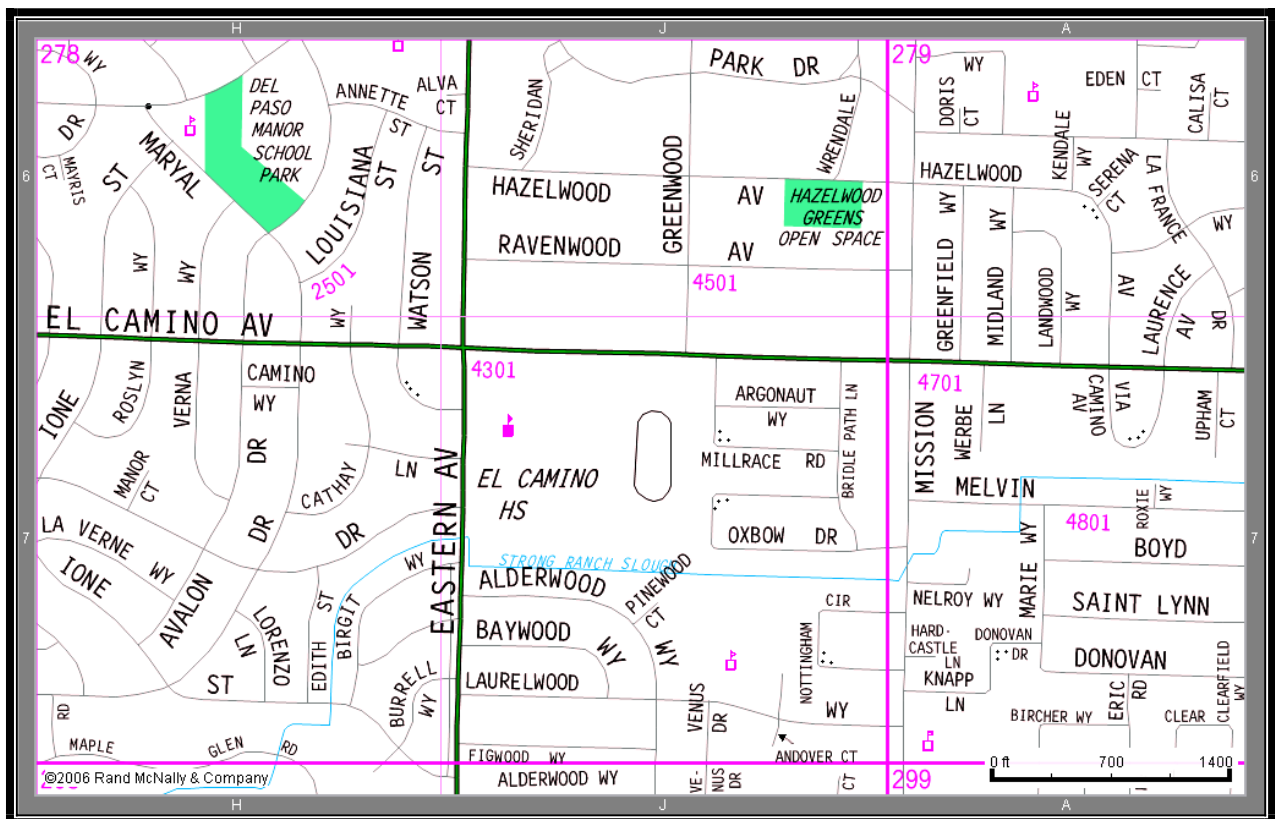 H J A
278
WY
DEL
PASO
MANOR
SCHOOL
PARK
ANNETTE
ST
ALVA
CT
SHERIDAN
PARK DR
WRENDALE
279
WY
DORIS
CT
EDEN CT
CALISA
CT
6
DR
MAYRIS
CT
ST
MARYAL
LOUISIANA
ST
ST
HAZELWOOD
AV
GREENWOOD
HAZELWOOD
GREENS
OPEN SPACE
HAZELWOOD
KENDALE
WY
SERENA
CT
LA FRANCE
WY
6
RAVENWOOD
AV
WY
WY
2501
WY
WATSON
4501
GREENFIELD
WY
MIDLAND
WY
LANDWOOD
WY
AV
LAURENCE
AV
DR
EL CAMINO AV
4301
4701
IONE
ROSLYN
VERNA
CAMINO
WY
DR
ARGONAUT
WY
BRIDLE PATH LN
MISSION
WERBE
LN
VIA
CAMINO
AV
UPHAM
CT
MANOR
CT
CATHAY
LN
EASTERN AV
EL CAMINO
HS
MILLRACE RD
MELVIN
ROXIE
WY
4801
7
LA VERNE
WY
IONE
DR
DR
OXBOW DR
MARIE WY
BOYD
7
STRONG RANCH SLOUGH
WY
AVALON
ALDERWOOD
WY
PINEWOOD
CT
CIR
NOTTINGHAM
NELROY WY
SAINT LYNN
LORENZO
LN
EDITH
ST
BIRGIT
BAYWOOD
WY
HARD-
CASTLE
LN
DONOVAN
DR
DONOVAN
ST
BURRELL
WY
LAURELWOOD
WY
VENUS
DR
KNAPP
LN
ERIC
RD
CLEARFIELD
WY
RD
BIRCHER WY
CLEAR
MAPLE
GLEN
RD
FIGWOOD WY
ANDOVER CT
0 ft 700 1400
©2006 Rand McNally & Company
ALDERWOOD WY
VE-
NUS
DR
CT
299
H J A